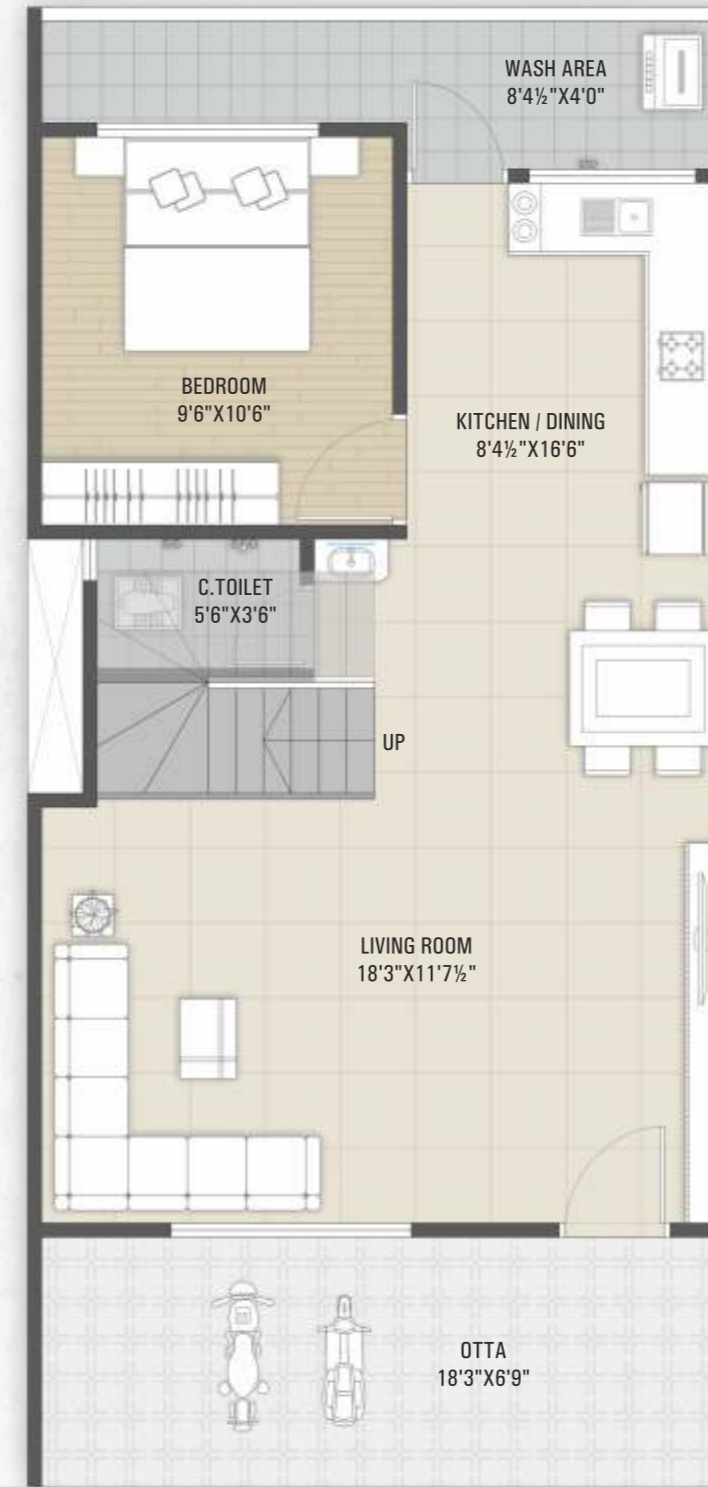 WASH AREA
8'4½"X4'0"
BEDROOM
9'6"X10'6"
KITCHEN / DINING
8'4½"X16'6"
C.TOILET
5'6"X3'6"
UP
LIVING ROOM
18'3"X11'7½"
OTTA
18'3"X6'9"